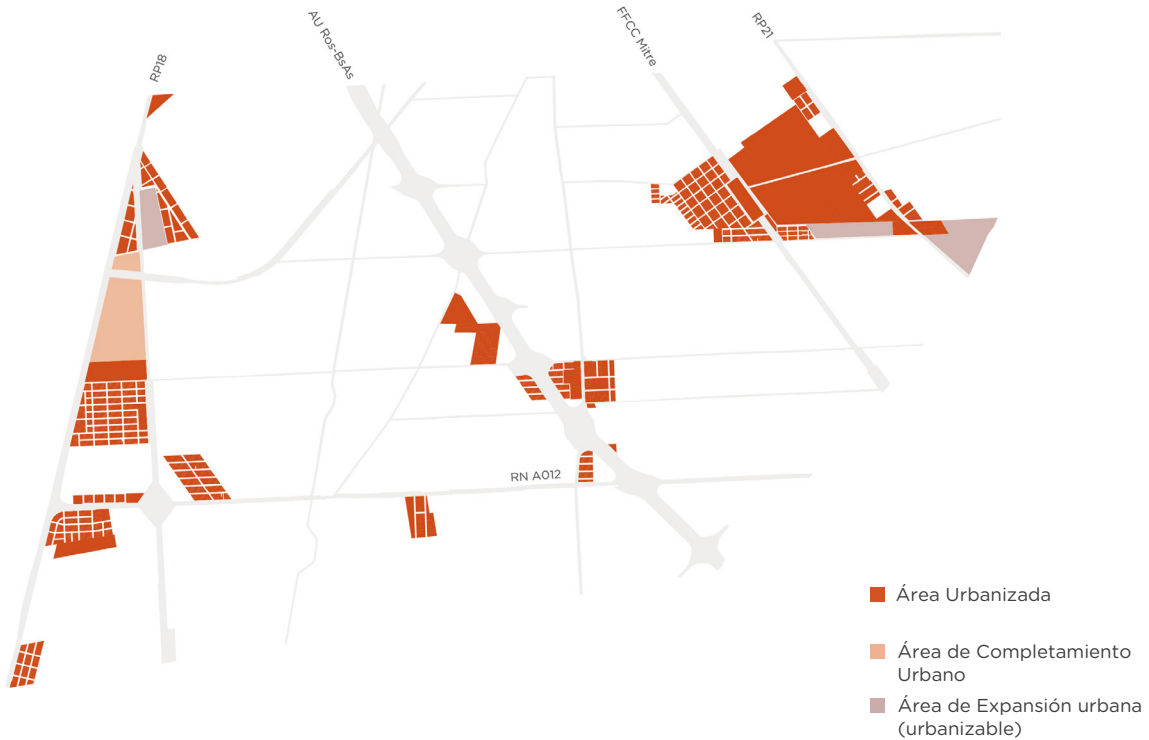 RP18
AU Ros-BsAs
FFCC Mitre
RP21
RN A012
Área Urbanizada
Área de Completamiento
Urbano
Área de Expansión urbana
(urbanizable)